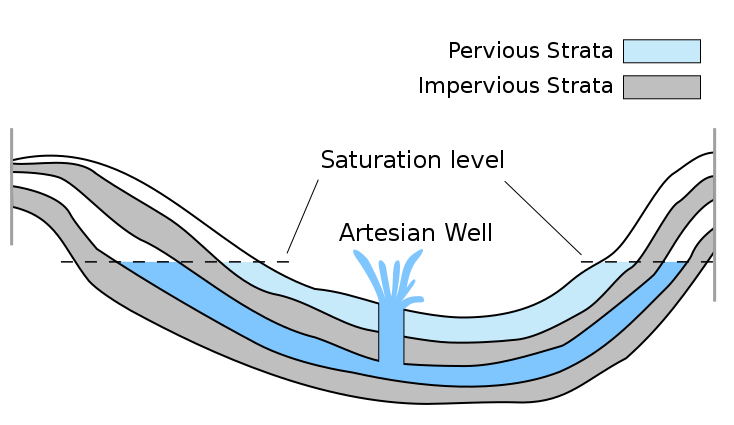 Pervious Strata
Impervious Strata
Saturation level
Artesian Well